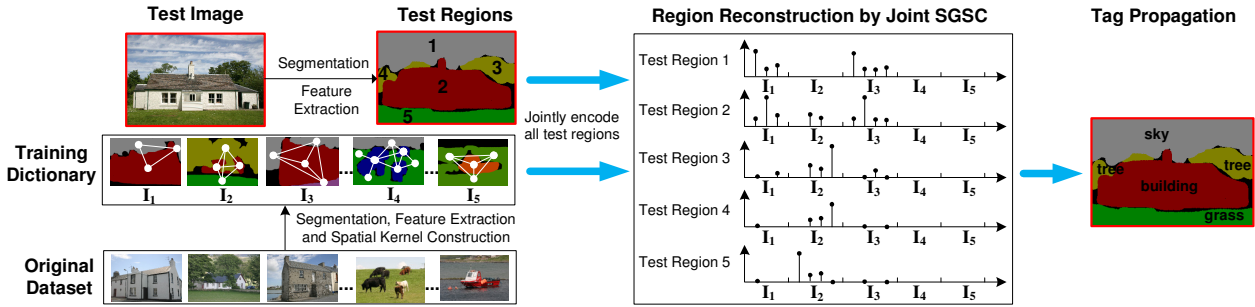 Test Image
Test Regions
Region Reconstruction by Joint SGSC
Tag Propagation
Segmentation
Feature
Extraction
1
4
3
2
5
Jointly encode
all test regions
Training
Dictionary
I1
I2
I3
I4
I5
......
...
Segmentation, Feature Extraction
and Spatial Kernel Construction
Original
Dataset
......
...
Test Region 1
I1 I2 I3 I4 I5
Test Region 2
I1 I2 I3 I4 I5
Test Region 3
I1 I2 I3 I4 I5
Test Region 4
I1 I2 I3 I4 I5
Test Region 5
I1 I2 I3 I4 I5
sky
tree
tree
building
grass